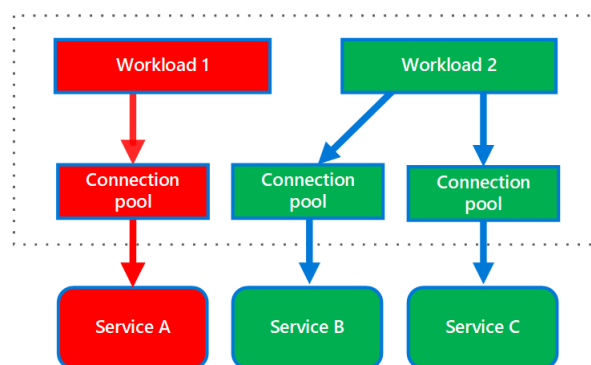 Workload 1
Workload 2
Connection
pool
Connection
pool
Connection
pool
Service A
Service B
Service C